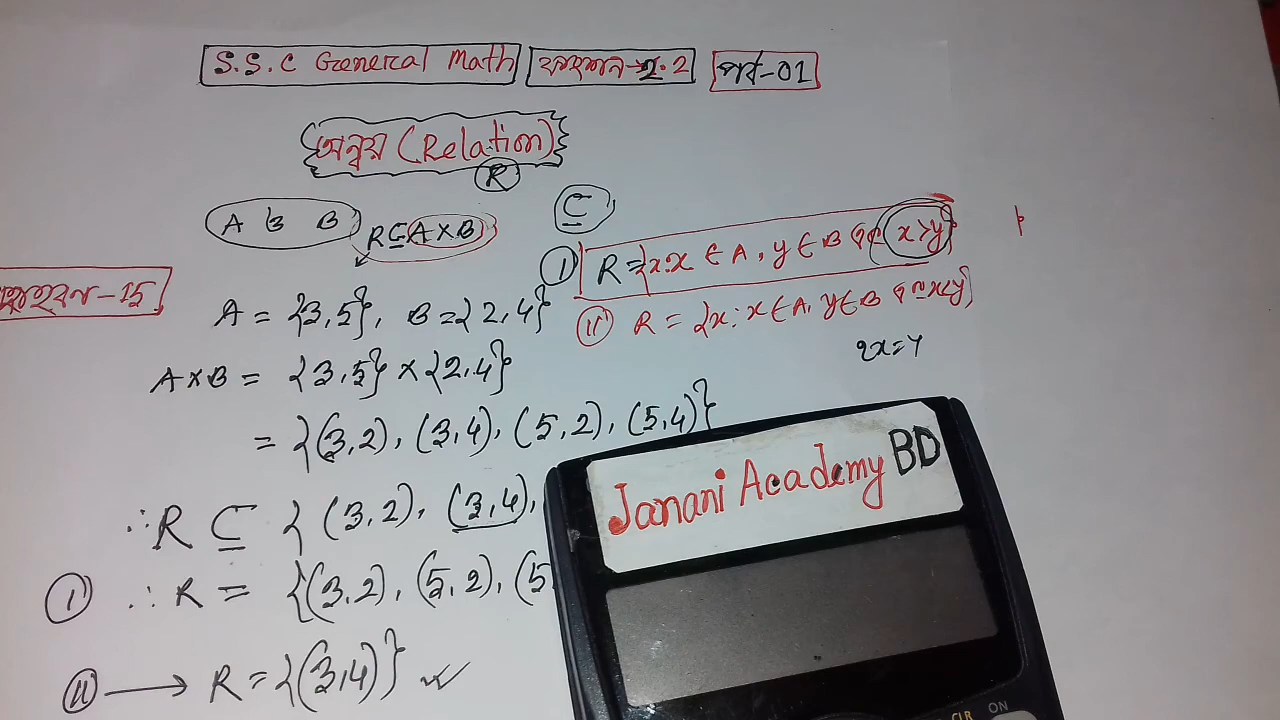 S.S.C General Math অনুশীলনী→2.2 পর্ব-01
অন্বয় (Relation)
R
A ও B R⊆A×B ⊆
(i) R={x:x ∈ A, y ∈ B এবং x>y}
উদাহরণ-15
A = {3,5}, B={2,4} (ii) R = {x:x∈A, y∈B এবং x<y}
A×B = {3,5}×{2,4}
2x=y
= {(3,2), (3,4), (5,2), (5,4)}
∴R ⊆ {(3,2), (3,4),
(i) ∴R = {(3,2), (5,2), (5
(ii) → R={(3,4)}
Janani Academy BD
CLR ON